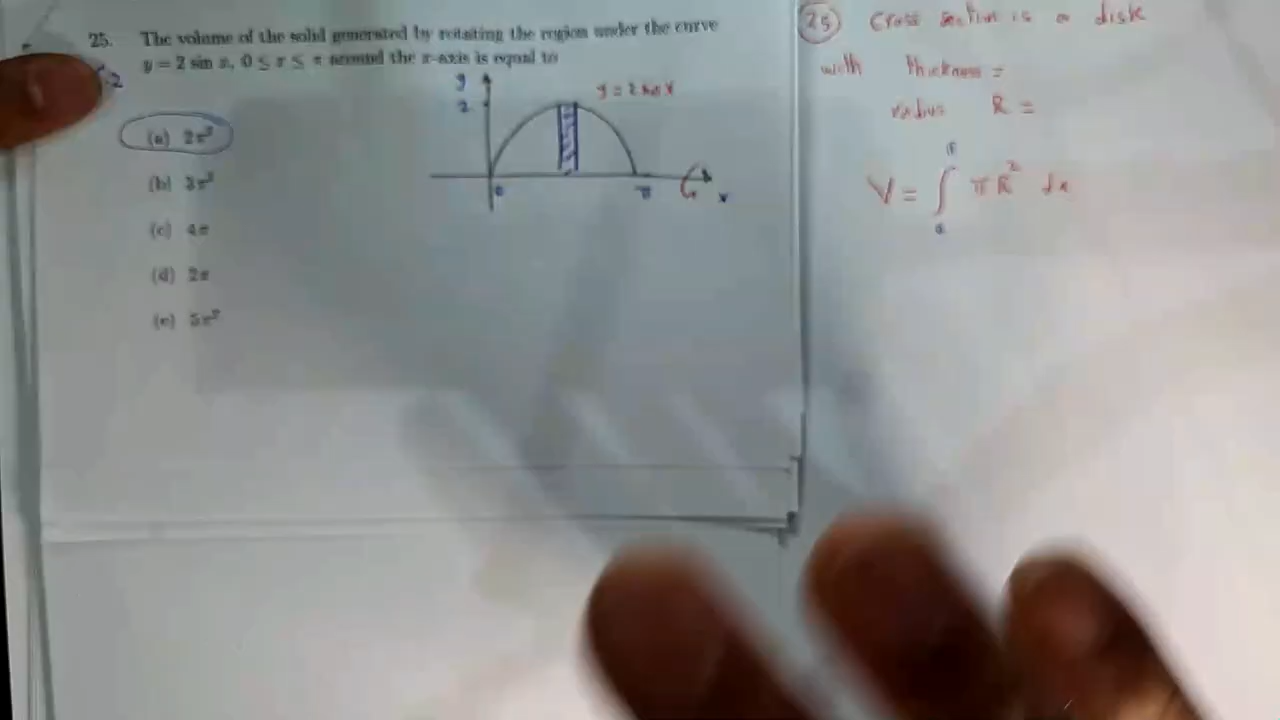 25. The volume of the solid generated by rotating the region under the curve
y = 2 sin x, 0 ≤ x ≤ π around the x-axis is equal to
(a) 2π²
(b) 3π²
(c) 4π
(d) 2π
(e) 5π²
y
2
y = 2 sin x
0
π
x
25 Cross section is a disk
with thickness =
radius R =
V = ∫ π R² dx